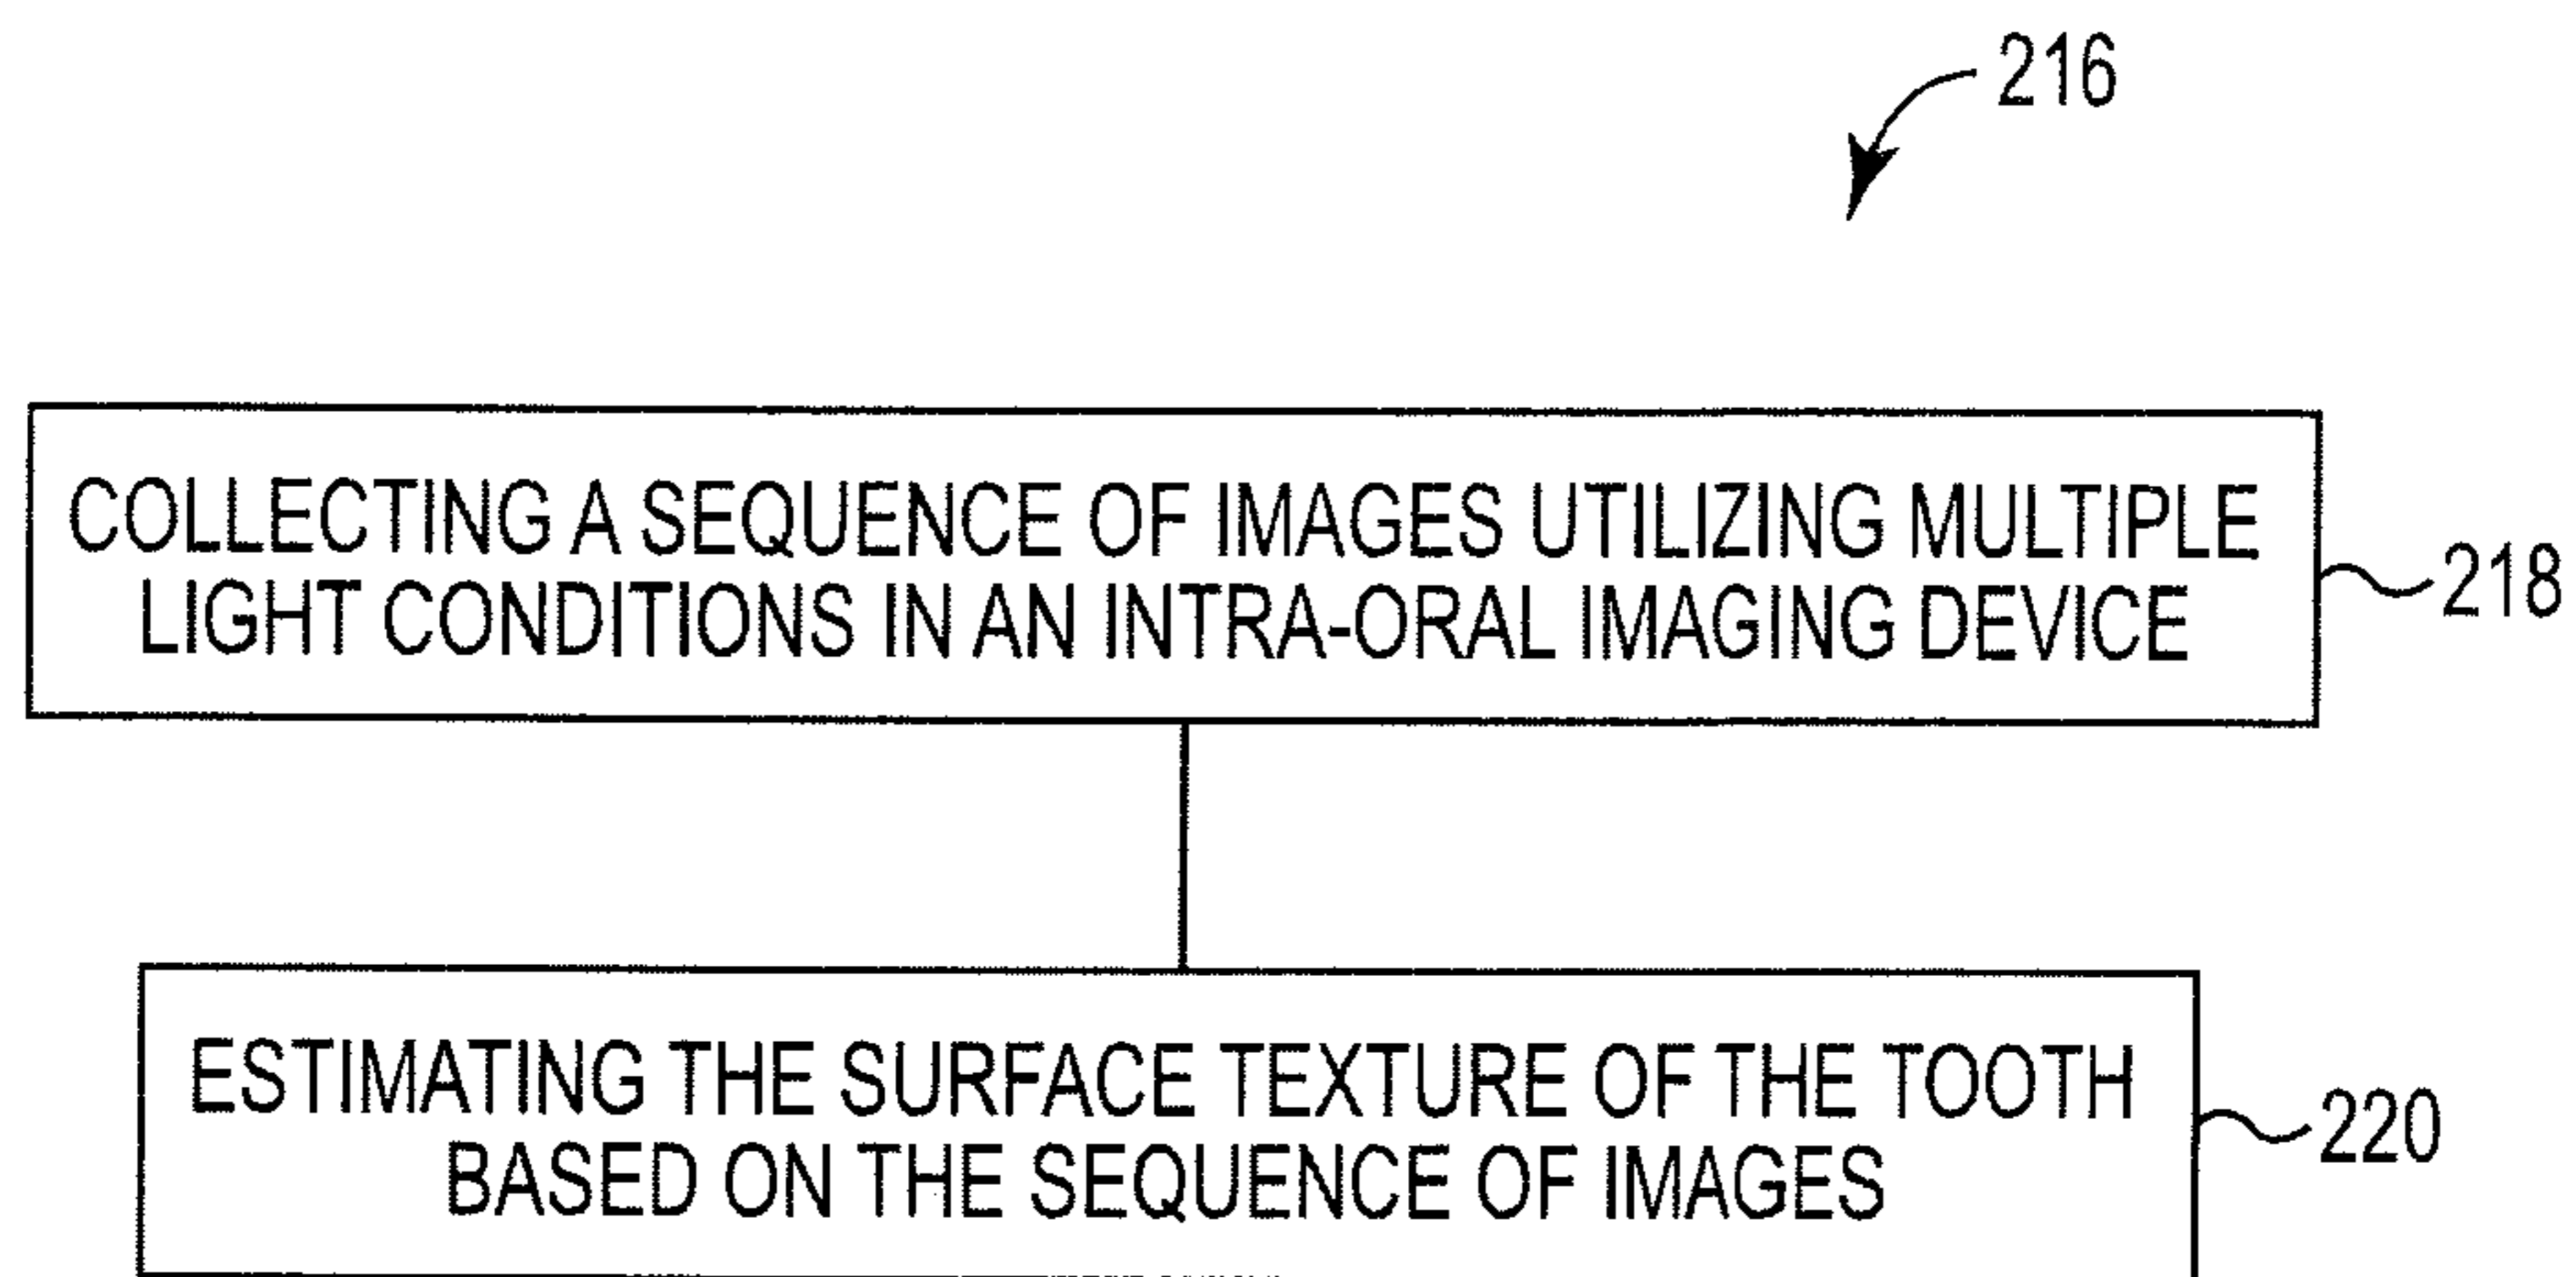 216
COLLECTING A SEQUENCE OF IMAGES UTILIZING MULTIPLE
LIGHT CONDITIONS IN AN INTRA-ORAL IMAGING DEVICE
218
ESTIMATING THE SURFACE TEXTURE OF THE TOOTH
BASED ON THE SEQUENCE OF IMAGES
220